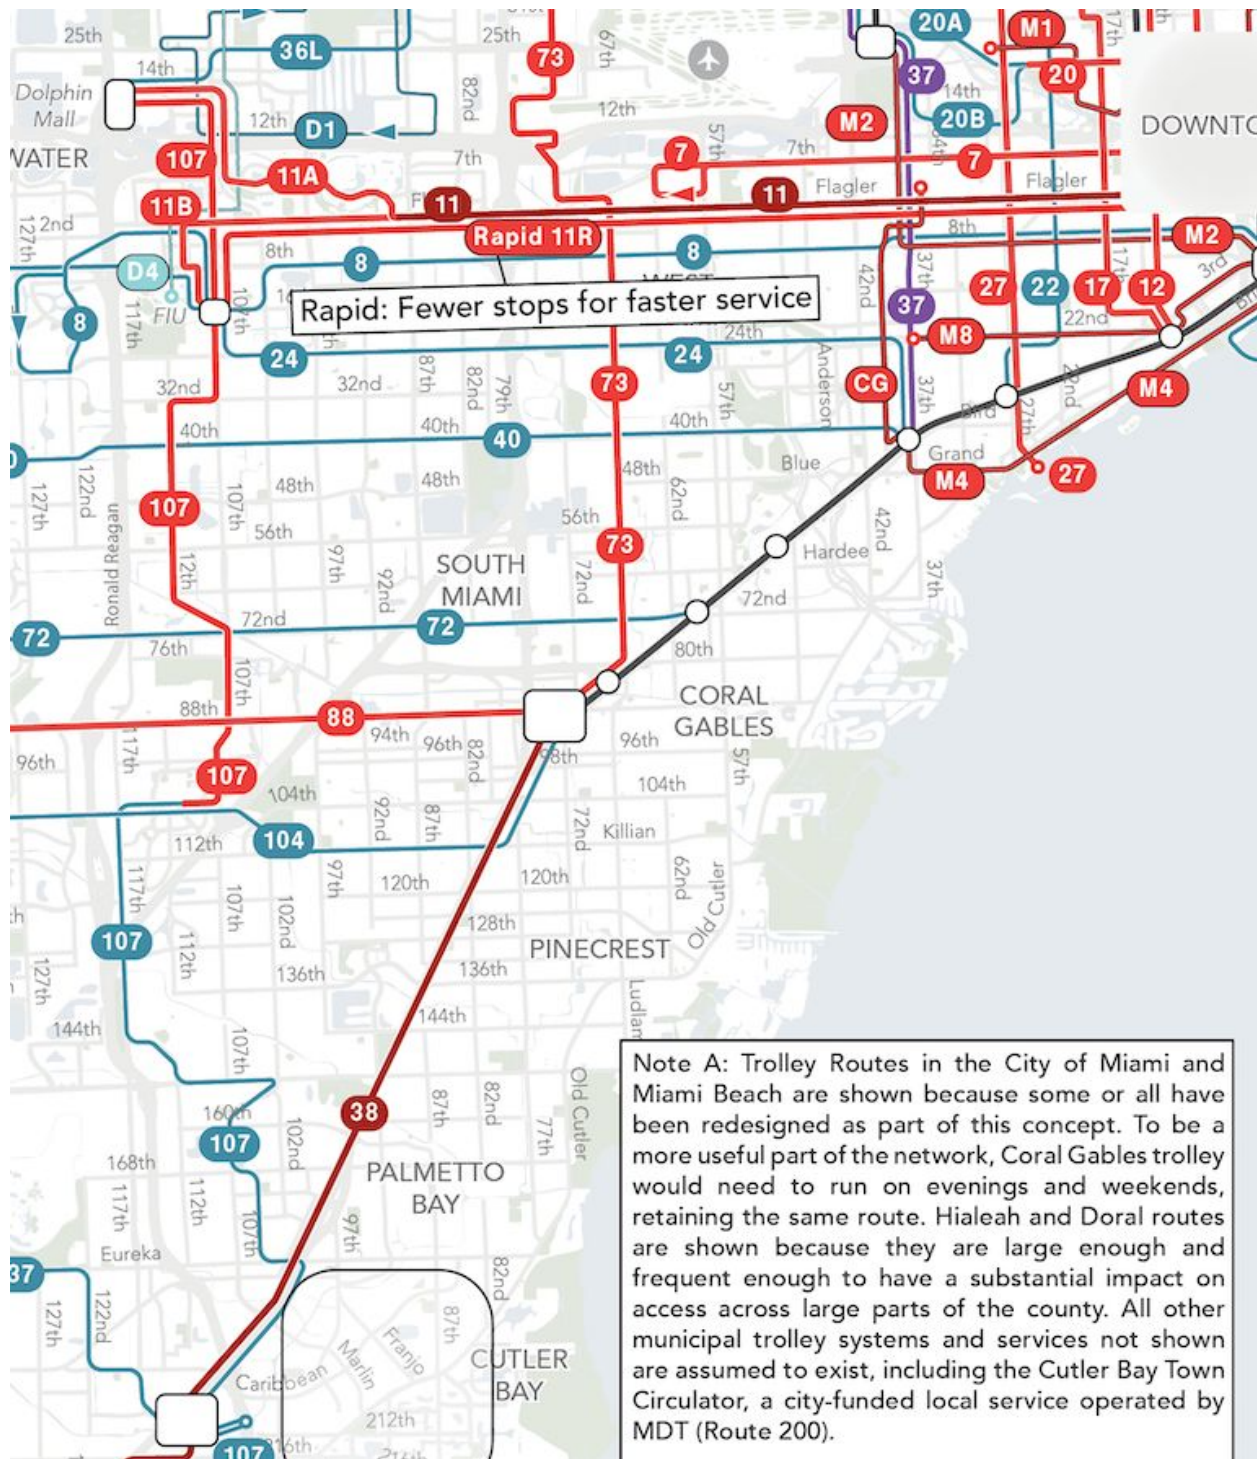 25th
36L
25th
73
67th
20A
M1
17th
14th
Dolphin
Mall
82nd
12th
37
14th
20
12th
D1
M2
20B
DOWNTO
WATER
107
7th
7
57th
7th
7
11A
Flagler
Flagler
11B
11
11
127th
2nd
Rapid 11R
8th
M2
8th
8
8
D4
42nd
37th
17th
3rd
WEST
FIU
107th
Rapid: Fewer stops for faster service
27
22
17
12
8
117th
37
22nd
24th
M8
24
24
Anderson
32nd
32nd
87th
82nd
79th
73
57th
CG
37th
22nd
M4
Bird
27th
40th
40th
40
40th
Grand
48th
Blue
27
122nd
127th
48th
48th
62nd
M4
107
107th
56th
56th
42nd
Ronald Reagan
97th
73
Hardee
SOUTH
MIAMI
92nd
72nd
37th
72nd
72nd
72
72
76th
80th
107th
CORAL
GABLES
88th
88
94th
96th
82nd
98th
96th
57th
96th
117th
107
104th
104th
92nd
87th
72nd
Killian
104
112th
117th
97th
120th
120th
62nd
Old Cutler
107th
102nd
128th
107
112th
PINECREST
127th
136th
136th
Ludlam
144th
144th
107th
Old Cutler
87th
82nd
160th
102nd
38
77th
107
168th
PALMETTO
BAY
117th
112th
107th
97th
Eureka
37
82nd
127th
122nd
87th
Franjo
Marlin
CUTLER
BAY
Caribbean
212th
107
216th
Note A: Trolley Routes in the City of Miami and
Miami Beach are shown because some or all have
been redesigned as part of this concept. To be a
more useful part of the network, Coral Gables trolley
would need to run on evenings and weekends,
retaining the same route. Hialeah and Doral routes
are shown because they are large enough and
frequent enough to have a substantial impact on
access across large parts of the county. All other
municipal trolley systems and services not shown
are assumed to exist, including the Cutler Bay Town
Circulator, a city-funded local service operated by
MDT (Route 200).